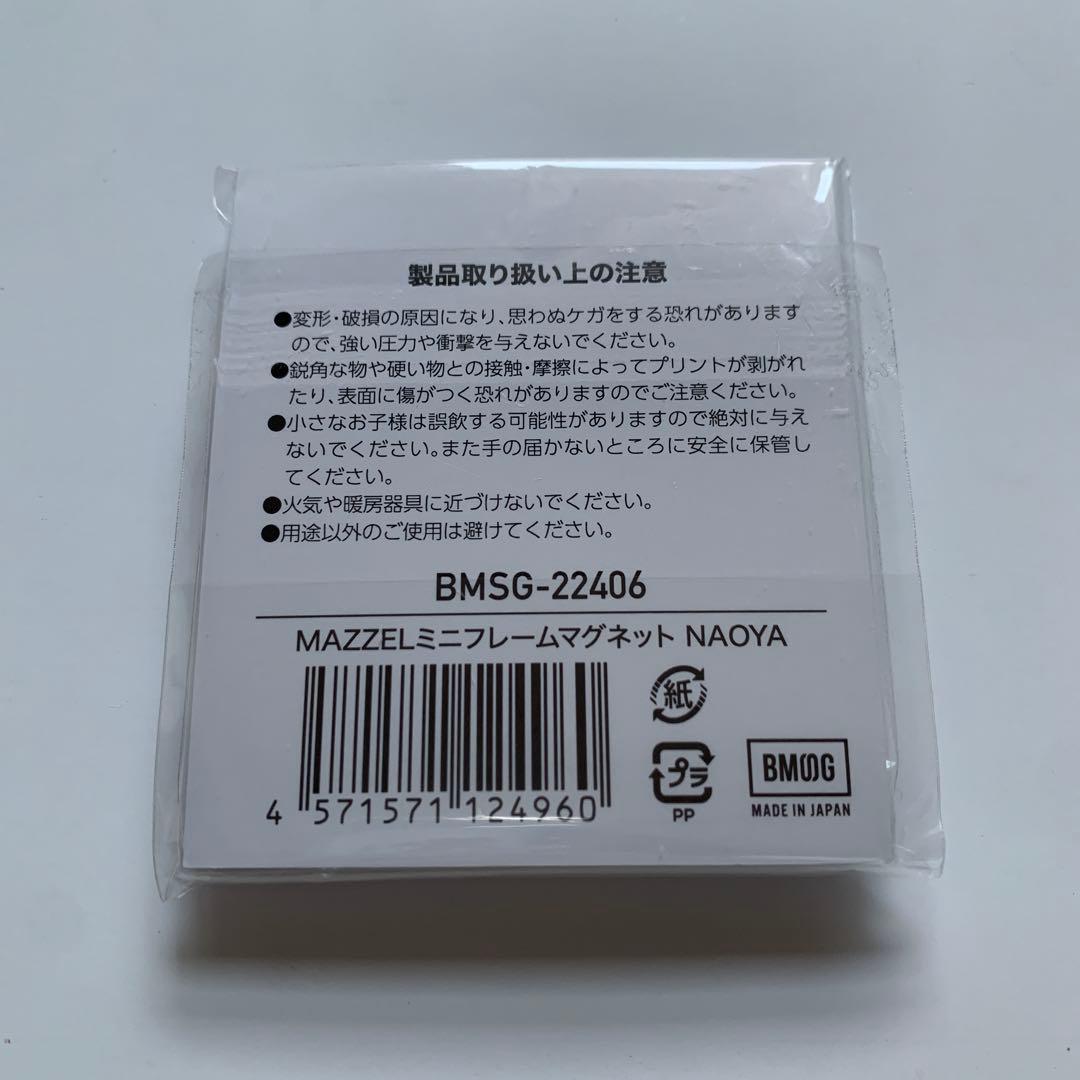 製品取り扱い上の注意
●変形・破損の原因になり、思わぬケガをする恐れがあります
ので、強い圧力や衝撃を与えないでください。
●鋭角な物や硬い物との接触・摩擦によってプリントが剥がれ
たり、表面に傷がつく恐れがありますのでご注意ください。
●小さなお子様は誤飲する可能性がありますので絶対に与え
ないでください。また手の届かないところに安全に保管し
てください。
●火気や暖房器具に近づけないでください。
●用途以外のご使用は避けてください。
BMSG-22406
MAZZELミニフレームマグネット NAOYA
紙
プラ
PP
BMSG
MADE IN JAPAN
4 571571 124960